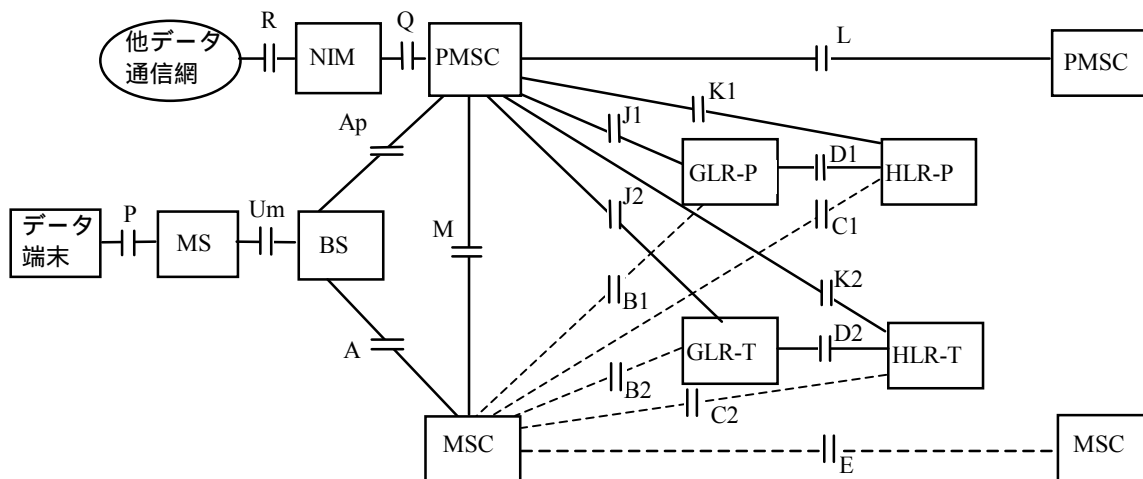 R
Q
L
他データ
通信網
NIM
PMSC
PMSC
K1
J1
Ap
GLR-P
D1
HLR-P
J2
C1
P
Um
M
データ
端末
MS
BS
B1
K2
A
GLR-T
D2
HLR-T
B2
C2
MSC
E
MSC